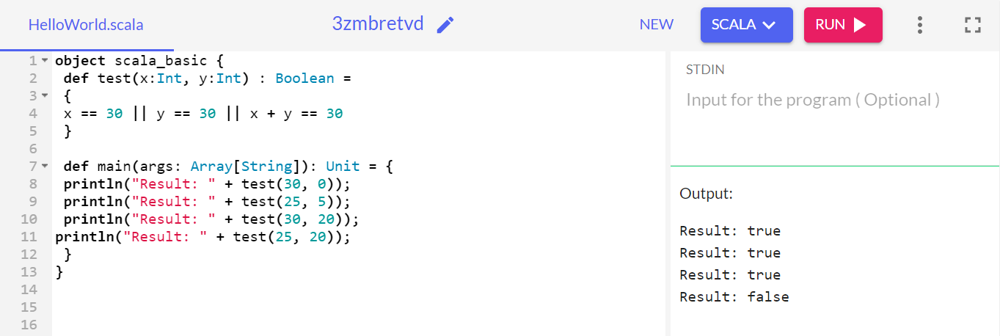 HelloWorld.scala 3zmbretvd NEW SCALA RUN
1 object scala_basic {
2  def test(x:Int, y:Int) : Boolean =
3  {
4  x == 30 || y == 30 || x + y == 30
5  }
6
7  def main(args: Array[String]): Unit = {
8  println("Result: " + test(30, 0));
9  println("Result: " + test(25, 5));
10  println("Result: " + test(30, 20));
11 println("Result: " + test(25, 20));
12  }
13 }
14
15
16
STDIN
Input for the program ( Optional )
Output:
Result: true
Result: true
Result: true
Result: false